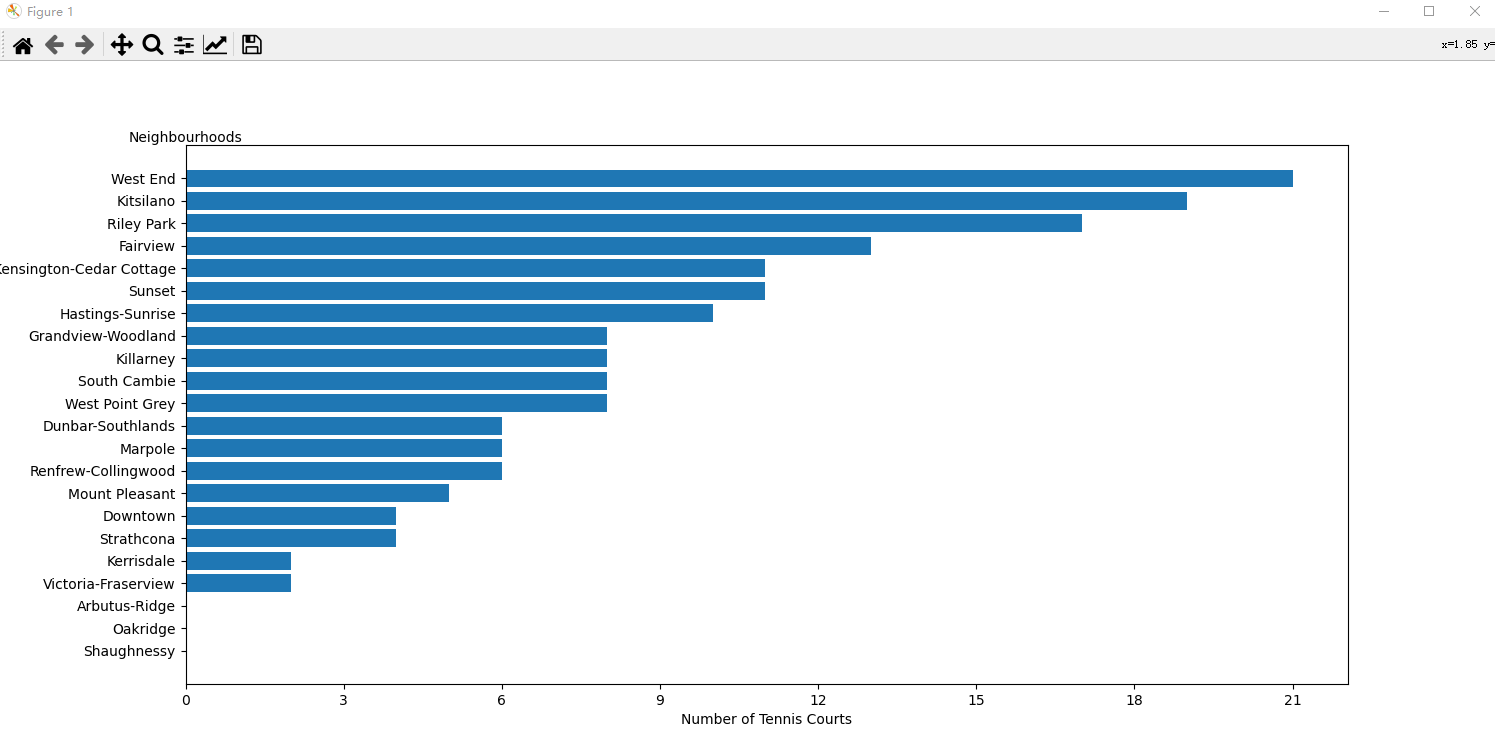 Figure 1
x=1.85 y=
Neighbourhoods
West End
Kitsilano
Riley Park
Fairview
Kensington-Cedar Cottage
Sunset
Hastings-Sunrise
Grandview-Woodland
Killarney
South Cambie
West Point Grey
Dunbar-Southlands
Marpole
Renfrew-Collingwood
Mount Pleasant
Downtown
Strathcona
Kerrisdale
Victoria-Fraserview
Arbutus-Ridge
Oakridge
Shaughnessy
0 3 6 9 12 15 18 21
Number of Tennis Courts